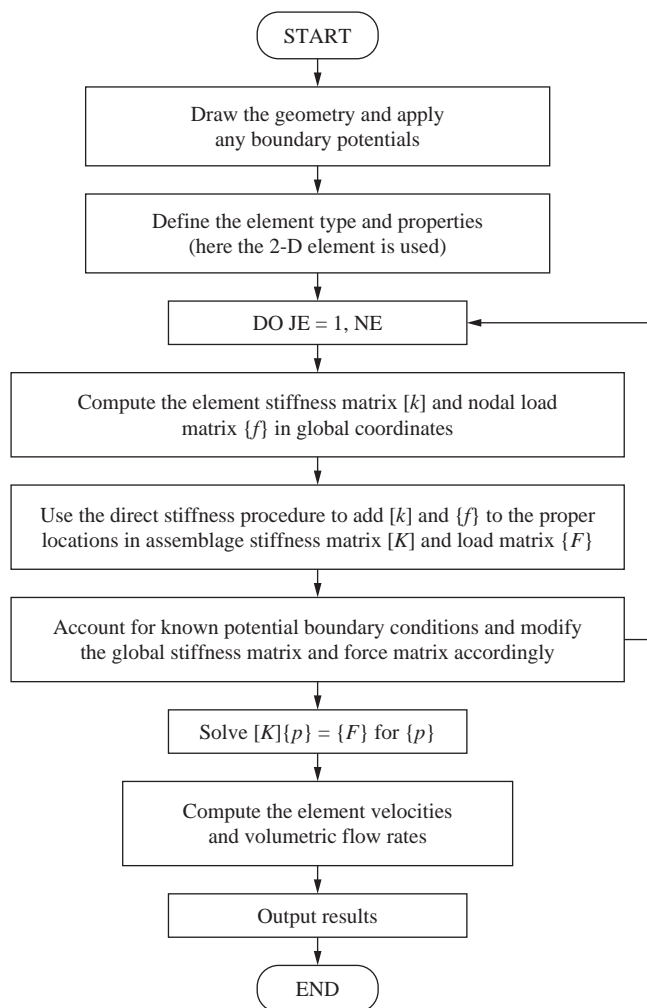 START
Draw the geometry and apply
any boundary potentials
Define the element type and properties
(here the 2-D element is used)
DO JE = 1, NE
Compute the element stiffness matrix [k] and nodal load
matrix {f} in global coordinates
Use the direct stiffness procedure to add [k] and {f} to the proper
locations in assemblage stiffness matrix [K] and load matrix {F}
Account for known potential boundary conditions and modify
the global stiffness matrix and force matrix accordingly
Solve [K]{p} = {F} for {p}
Compute the element velocities
and volumetric flow rates
Output results
END